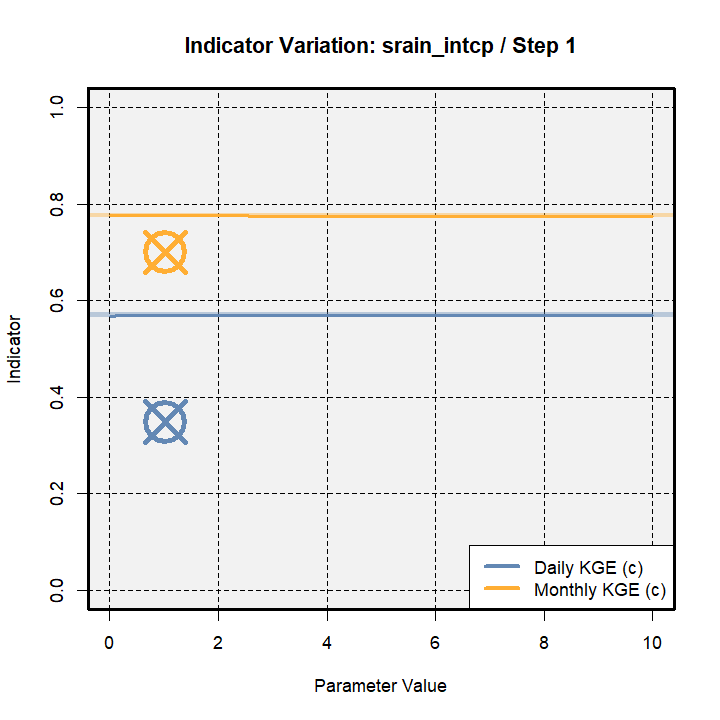 Indicator Variation: srain_intcp / Step 1
Indicator
1.0
0.8
0.6
0.4
0.2
0.0
0 2 4 6 8 10
Parameter Value
Daily KGE (c)
Monthly KGE (c)